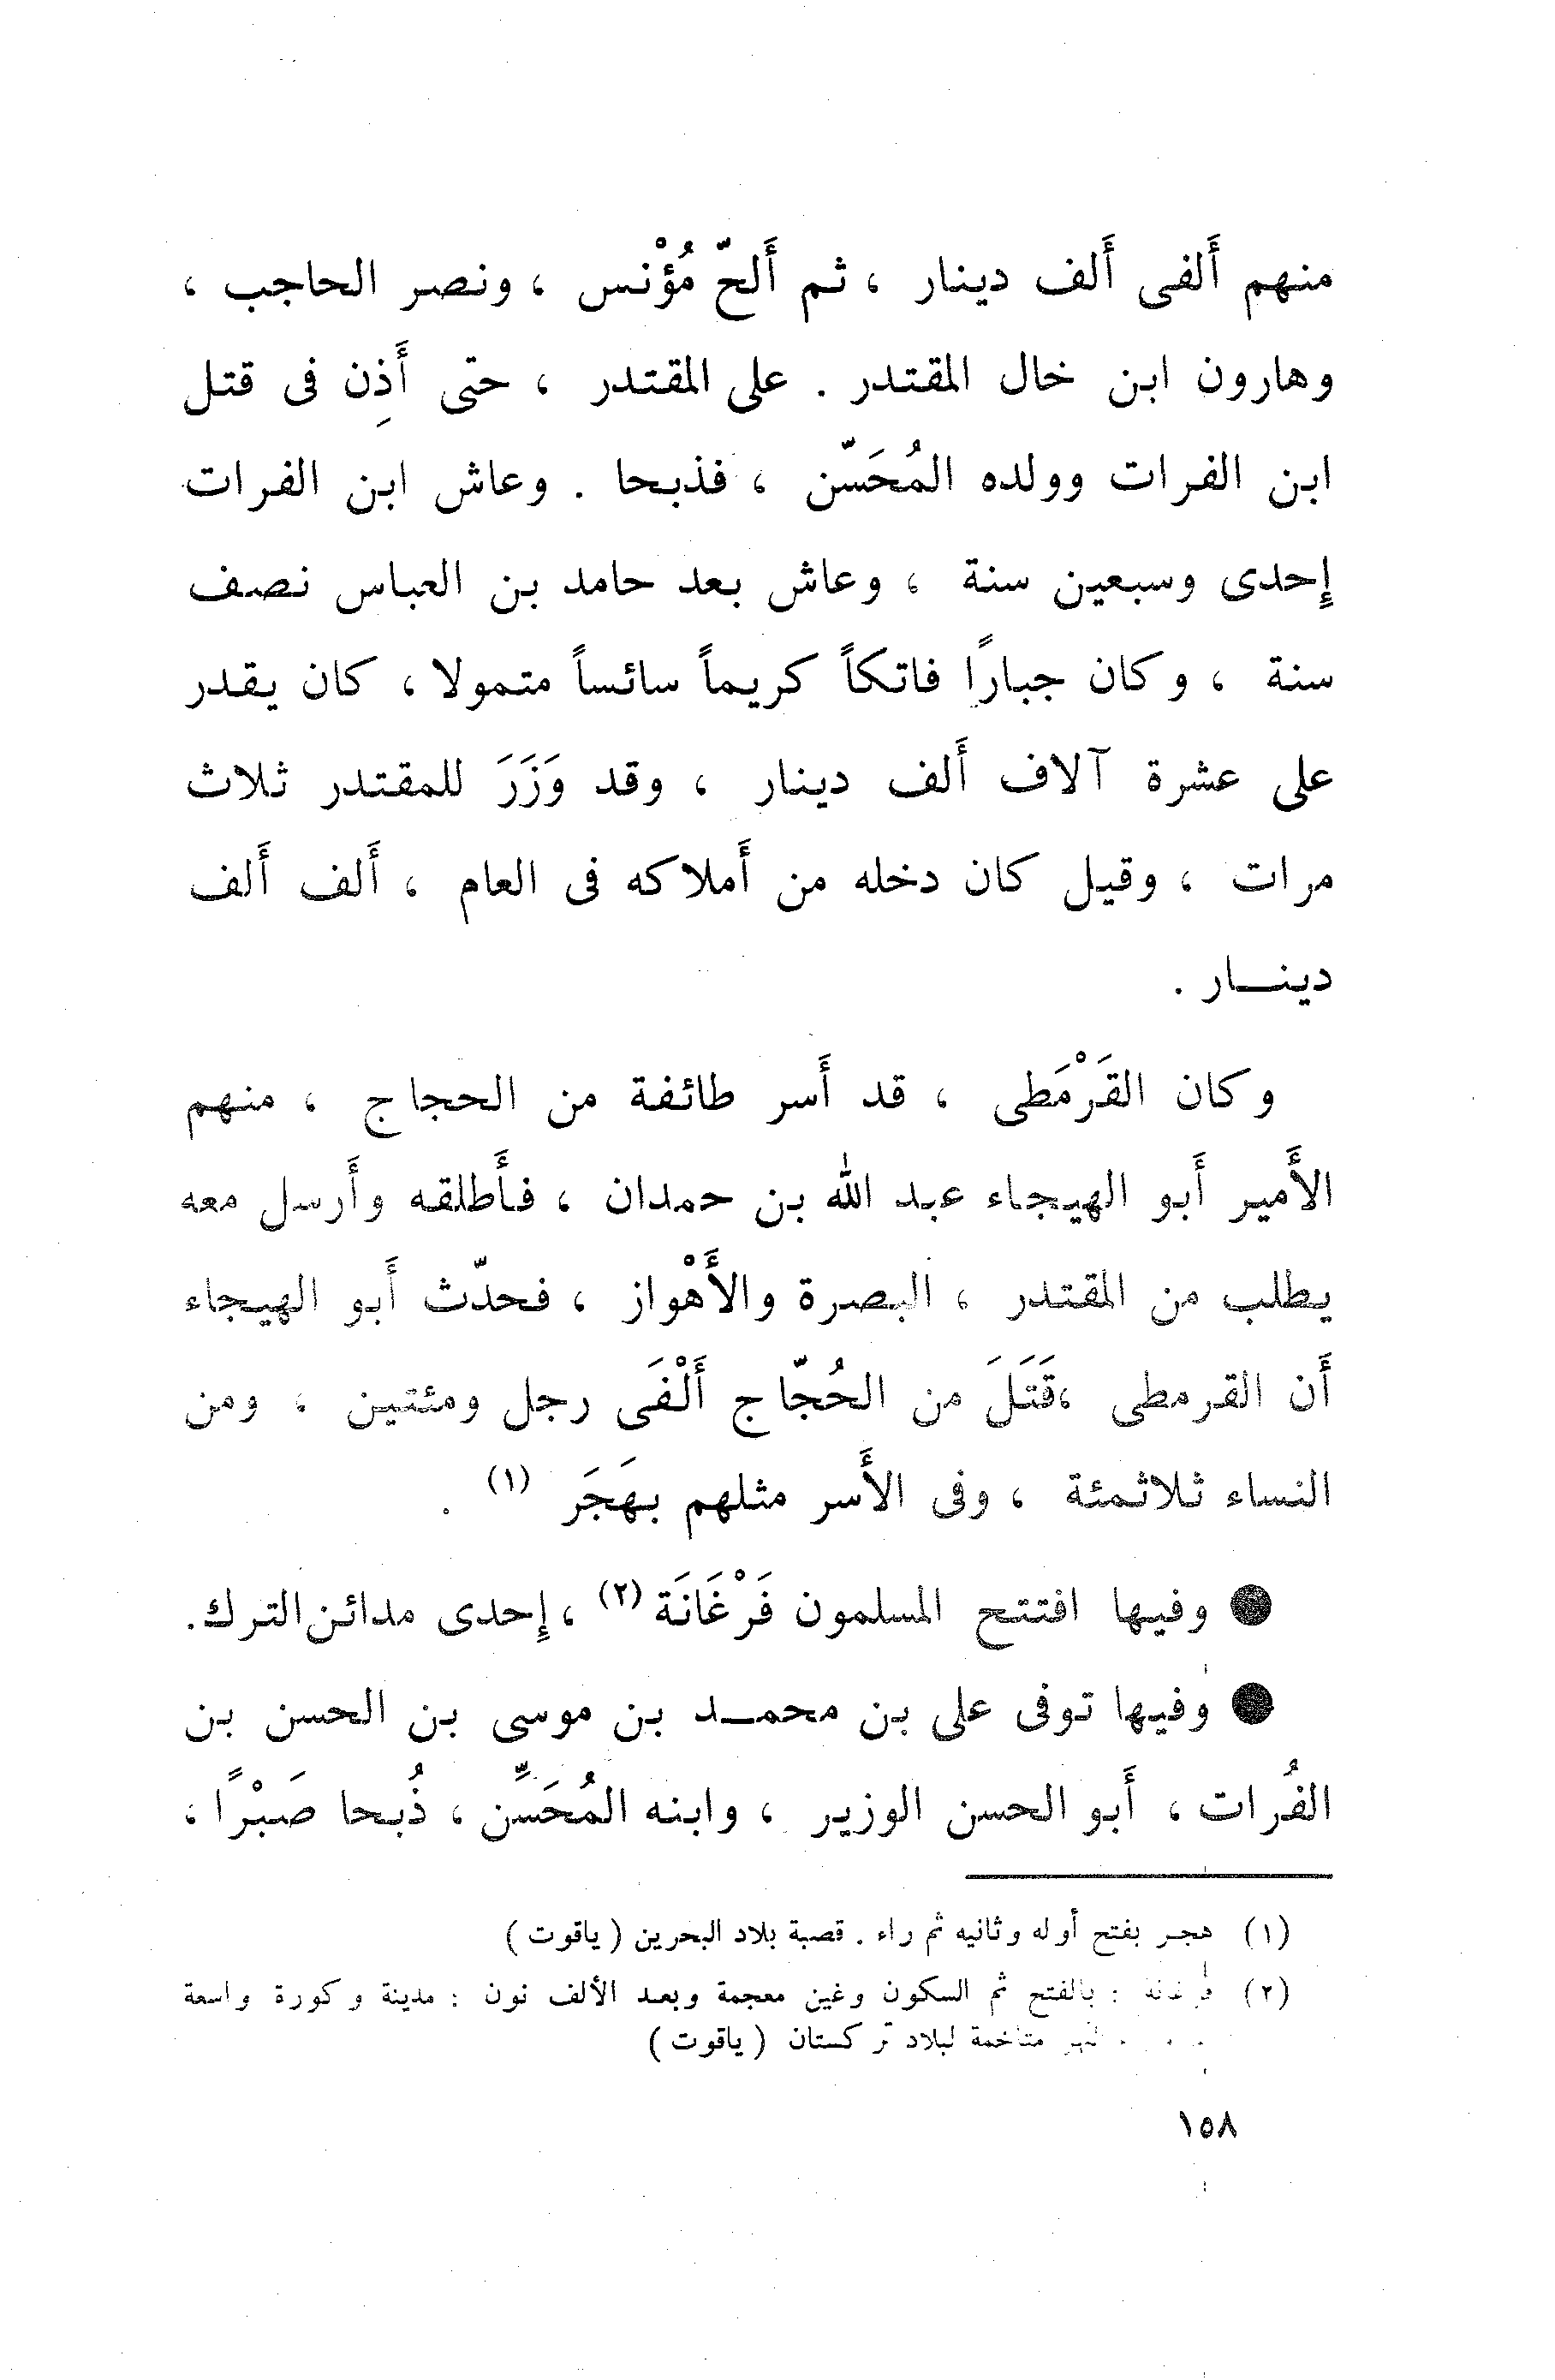 منهم أَلفى أَلف دينار ، ثم أَلحّ مُؤْنس ، ونصر الحاجب ،
وهارون ابن خال المقتدر . على المقتدر ، حتى أَذِن فى قتل
ابن الفرات وولده المُحَسّن ، فذبحا . وعاش ابن الفرات
إحدى وسبعين سنة ، وعاش بعد حامد بن العباس نصف
سنة ، وكان جبارًا فاتكاً كريماً سائساً متمولا ، كان يقدر
على عشرة آلاف أَلف دينار ، وقد وَزَرَ للمقتدر ثلاث
مرات ، وقيل كان دخله من أَملاكه فى العام ، أَلف أَلف
دينــار .
وكان القَرْمَطى ، قد أَسر طائفة من الحجاج ، منهم
الأَمير أَبو الهيجاء عبد الله بن حمدان ، فأَطلقه وأَرسل معه
يطلب من المقتدر ، البصرة والأَهْواز ، فحدّث أَبو الهيجاء
أَن القرمطى ،قَتَلَ من الحُجّاج أَلْفَى رجل ومئتين ، ومن
النساء ثلاثمئة ، وفى الأَسر مثلهم بهَجَر (١) .
● وفيها افتتح المسلمون فَرْغَانَة (٢) ، إحدى مدائن الترك.
● وفيها توفى على بن محمــد بن موسى بن الحسن بن
الفُرات ، أَبو الحسن الوزير ، وابنه المُحَسِّن ، ذُبحا صَبْرًا ،
(١) هجر بفتح أوله وثانيه ثم راء . قصبة بلاد البحرين ( ياقوت )
(٢) فرغانة : بالفتح ثم السكون وغين معجمة وبعد الألف نون : مدينة وكورة واسعة
متاخمة لبلاد تركستان ( ياقوت )
١٥٨